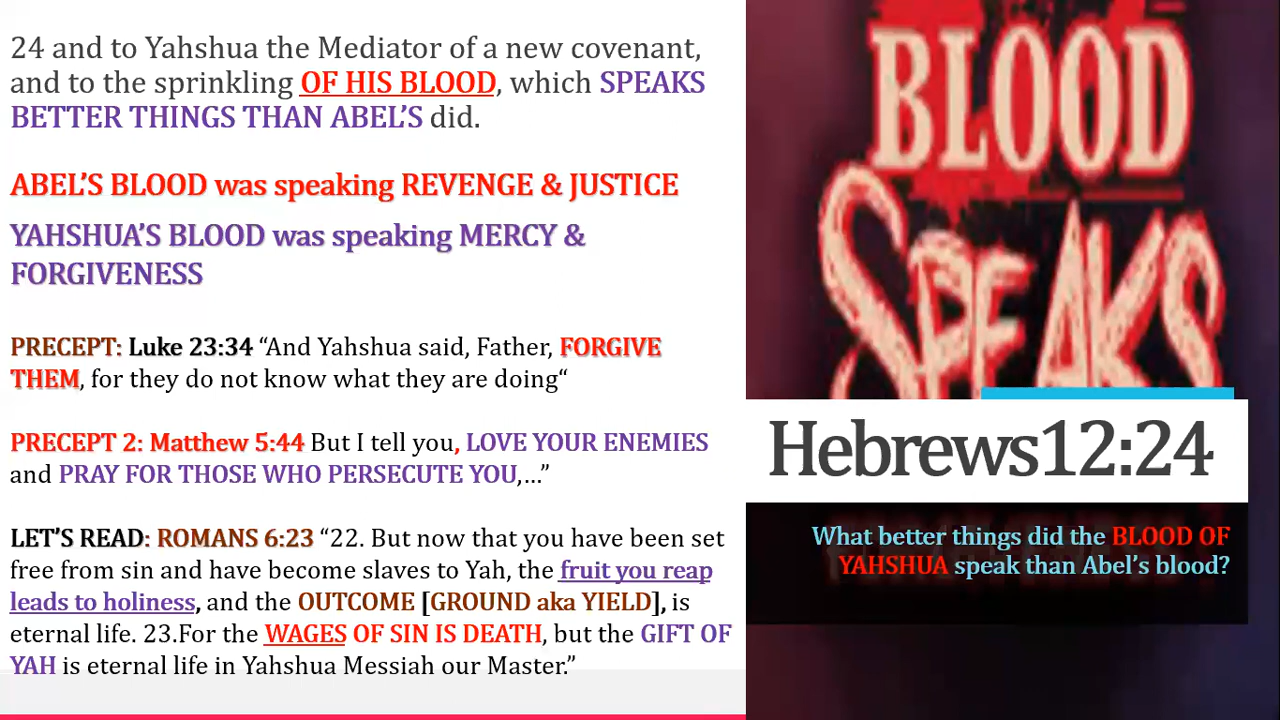 24 and to Yahshua the Mediator of a new covenant,
and to the sprinkling OF HIS BLOOD, which SPEAKS
BETTER THINGS THAN ABEL’S did.
ABEL’S BLOOD was speaking REVENGE & JUSTICE
YAHSHUA’S BLOOD was speaking MERCY &
FORGIVENESS
PRECEPT: Luke 23:34 “And Yahshua said, Father, FORGIVE
THEM, for they do not know what they are doing“
PRECEPT 2: Matthew 5:44 But I tell you, LOVE YOUR ENEMIES
and PRAY FOR THOSE WHO PERSECUTE YOU,…”
LET’S READ: ROMANS 6:23 “22. But now that you have been set
free from sin and have become slaves to Yah, the fruit you reap
leads to holiness, and the OUTCOME [GROUND aka YIELD], is
eternal life. 23.For the WAGES OF SIN IS DEATH, but the GIFT OF
YAH is eternal life in Yahshua Messiah our Master.”
BLOOD
SPEAKS
Hebrews12:24
What better things did the BLOOD OF
YAHSHUA speak than Abel’s blood?